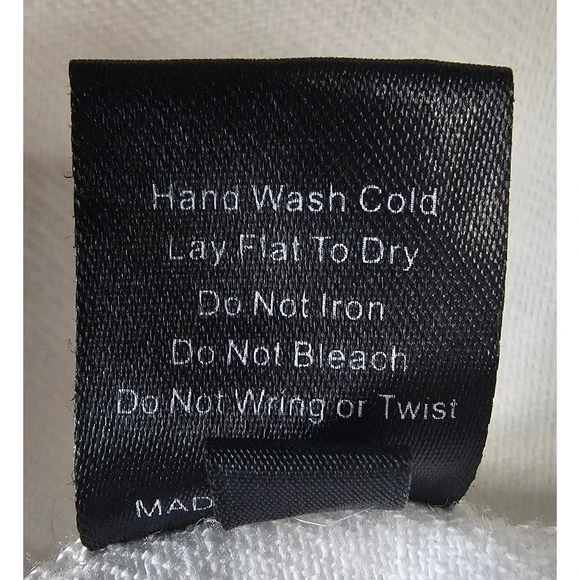 Hand Wash Cold
Lay Flat To Dry
Do Not Iron
Do Not Bleach
Do Not Wring or Twist
MAD